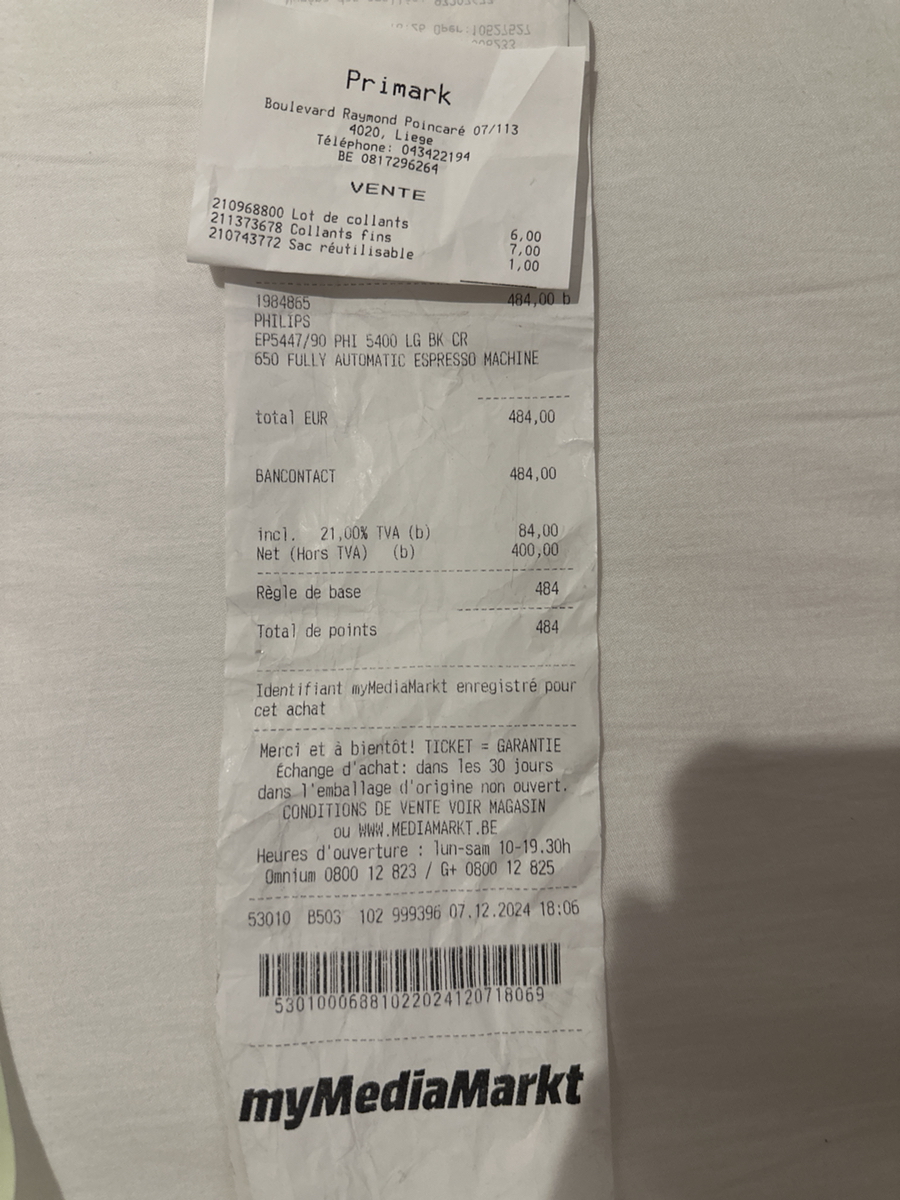 Primark
Boulevard Raymond Poincaré 07/113
4020, Liege
Téléphone: 043422194
BE 0817296264
VENTE
210968800 Lot de collants 6,00
211373678 Collants fins 7,00
210743772 Sac réutilisable 1,00
1984865 484,00 b
PHILIPS
EP5447/90 PHI 5400 LG BK CR
650 FULLY AUTOMATIC ESPRESSO MACHINE
total EUR 484,00
BANCONTACT 484,00
incl. 21,00% TVA (b) 84,00
Net (Hors TVA) (b) 400,00
Règle de base 484
Total de points 484
Identifiant myMediaMarkt enregistré pour
cet achat
Merci et à bientôt! TICKET = GARANTIE
Échange d'achat: dans les 30 jours
dans l'emballage d'origine non ouvert.
CONDITIONS DE VENTE VOIR MAGASIN
ou WWW.MEDIAMARKT.BE
Heures d'ouverture : lun-sam 10-19.30h
Omnium 0800 12 823 / G+ 0800 12 825
53010 B503 102 999396 07.12.2024 18:06
53010006881022024120718069
myMediaMarkt